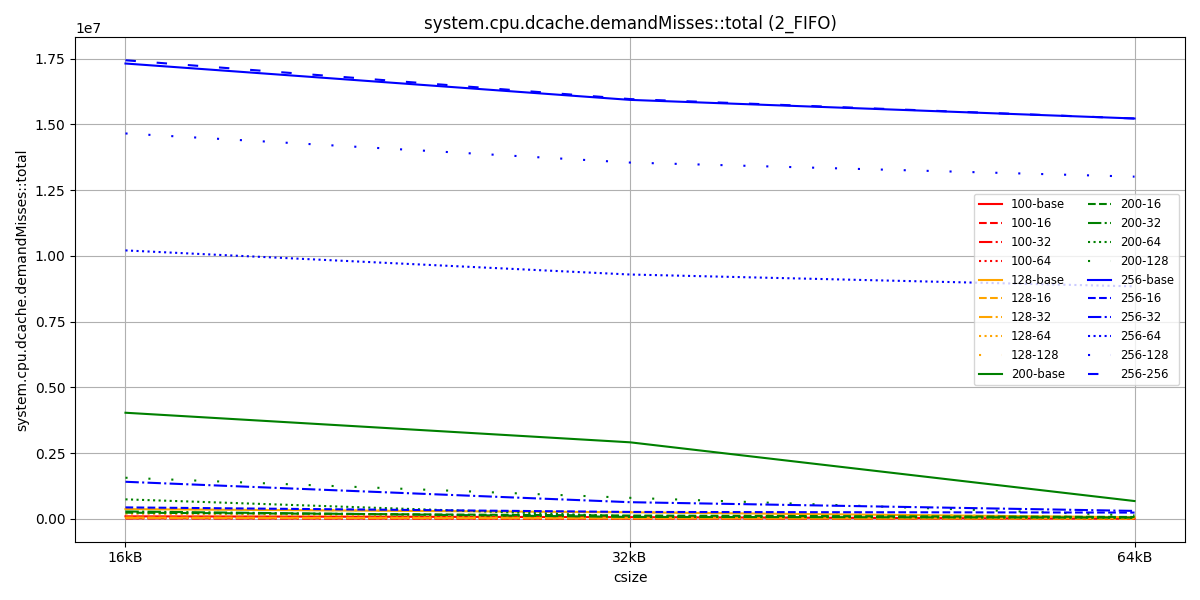 system.cpu.dcache.demandMisses::total (2_FIFO)
1e7
1.75
1.50
1.25
1.00
0.75
0.50
0.25
0.00
system.cpu.dcache.demandMisses::total
16kB
32kB
64kB
csize
100-base
100-16
100-32
100-64
128-base
128-16
128-32
128-64
128-128
200-base
200-16
200-32
200-64
200-128
256-base
256-16
256-32
256-64
256-128
256-256